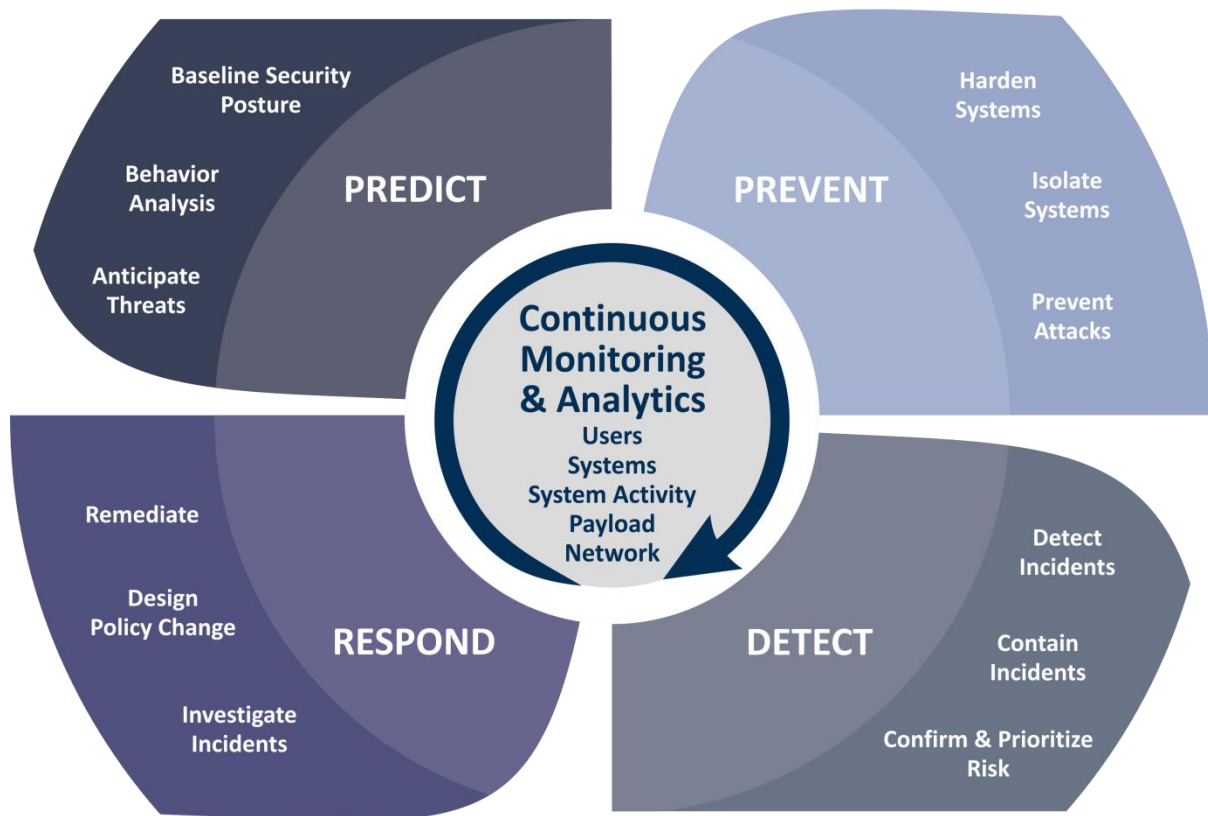 PREDICT
Baseline Security
Posture
Behavior
Analysis
Anticipate
Threats
PREVENT
Harden
Systems
Isolate
Systems
Prevent
Attacks
Continuous
Monitoring
& Analytics
Users
Systems
System Activity
Payload
Network
RESPOND
Remediate
Design
Policy Change
Investigate
Incidents
DETECT
Detect
Incidents
Contain
Incidents
Confirm & Prioritize
Risk